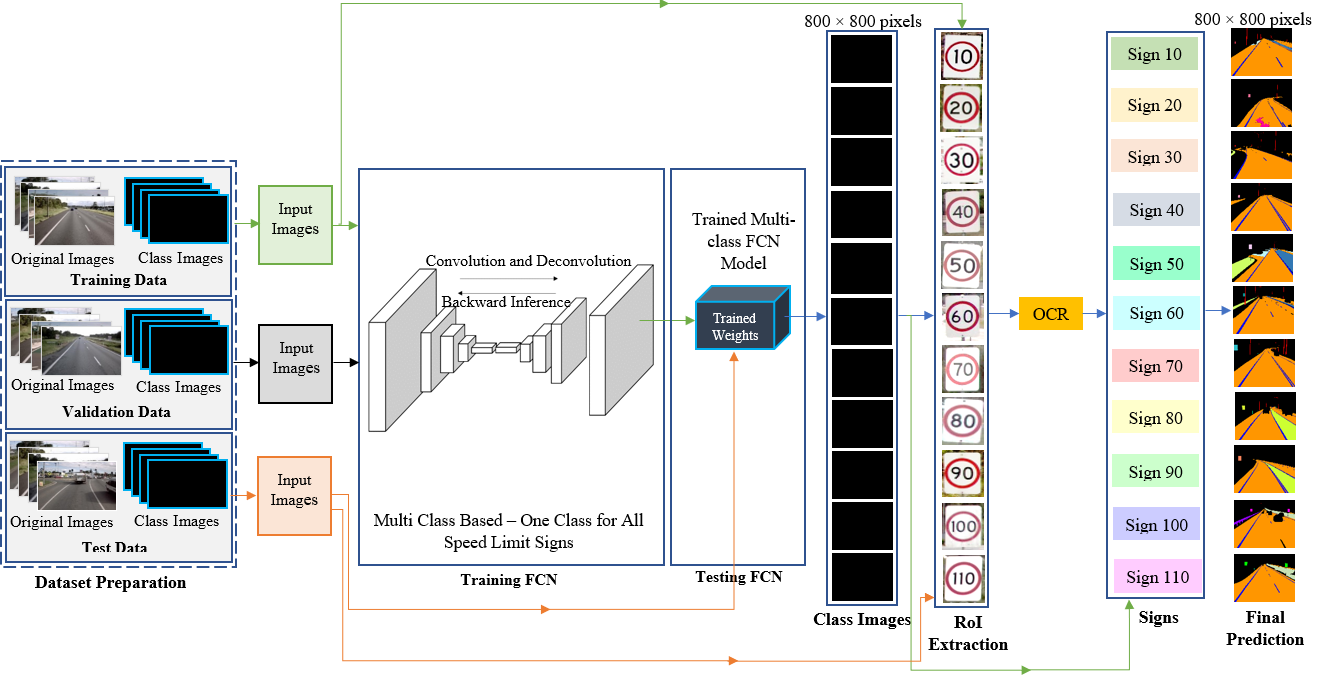 800 × 800 pixels
800 × 800 pixels
Original Images
Class Images
Training Data
Original Images
Class Images
Validation Data
Original Images
Class Images
Test Data
Dataset Preparation
Input
Images
Input
Images
Input
Images
Convolution and Deconvolution
Backward Inference
Multi Class Based – One Class for All
Speed Limit Signs
Training FCN
Trained Multi-
class FCN
Model
Trained
Weights
Testing FCN
Class Images
10
20
30
40
50
60
70
80
90
100
110
RoI
Extraction
OCR
Sign 10
Sign 20
Sign 30
Sign 40
Sign 50
Sign 60
Sign 70
Sign 80
Sign 90
Sign 100
Sign 110
Signs
Final
Prediction